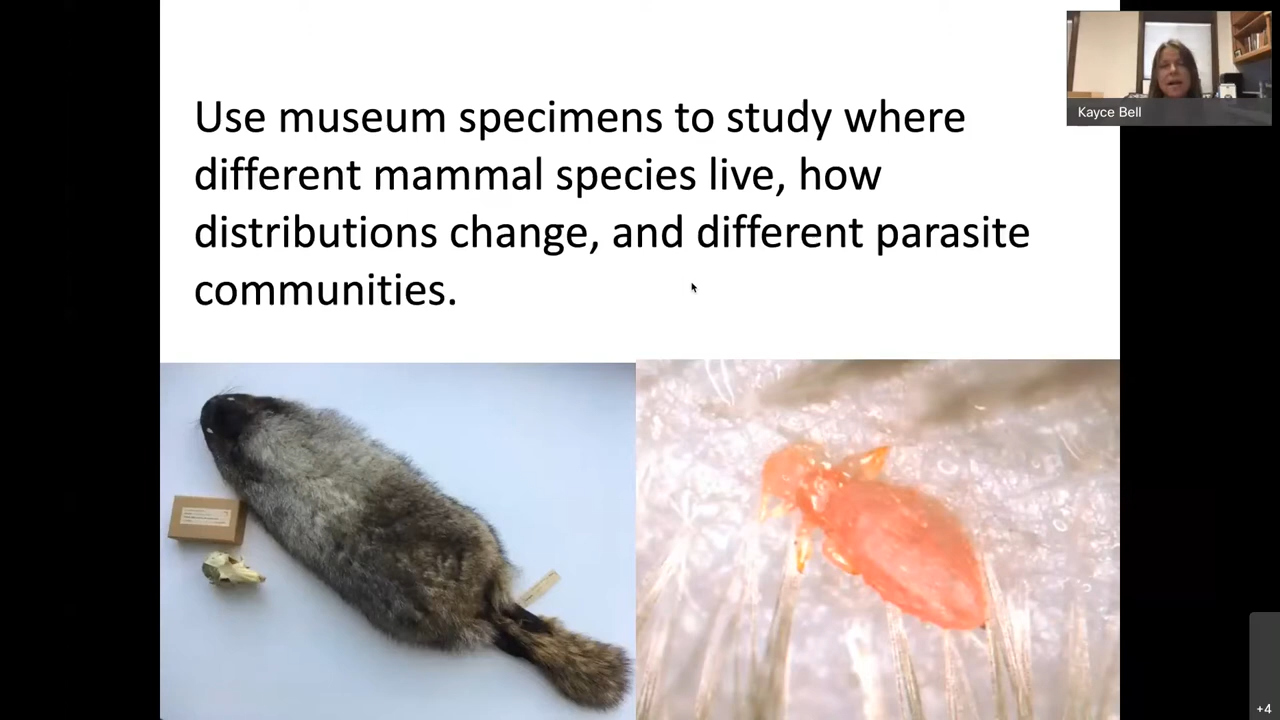 Use museum specimens to study where
different mammal species live, how
distributions change, and different parasite
communities.
Kayce Bell
+4